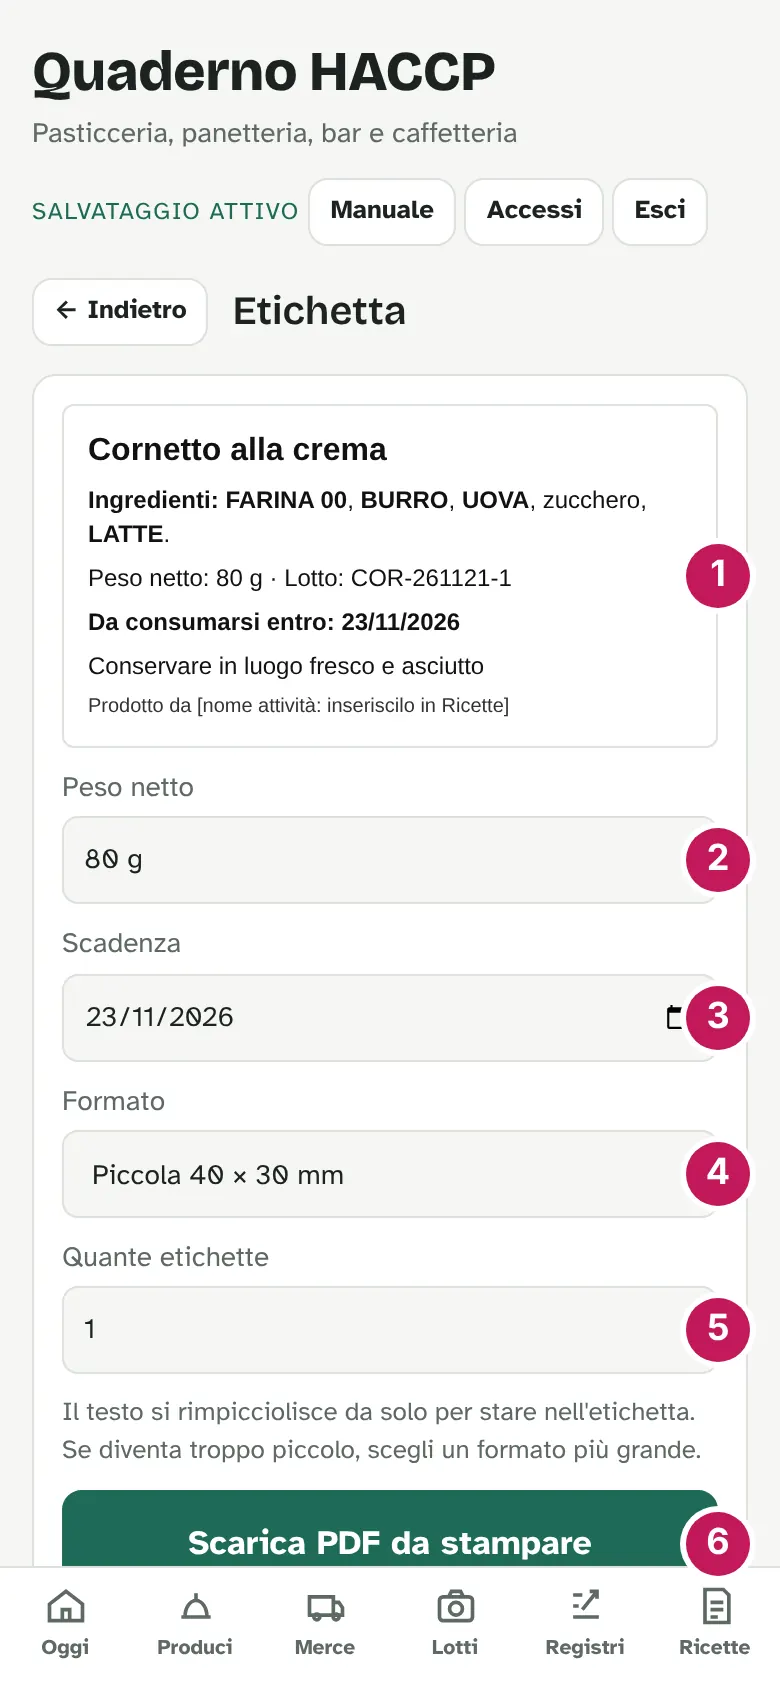 Quaderno HACCP
Pasticceria, panetteria, bar e caffetteria
SALVATAGGIO ATTIVO
Manuale
Accessi
Esci
← Indietro
Etichetta
Cornetto alla crema
Ingredienti: FARINA 00, BURRO, UOVA, zucchero,
LATTE.
Peso netto: 80 g · Lotto: COR-261121-1
1
Da consumarsi entro: 23/11/2026
Conservare in luogo fresco e asciutto
Prodotto da [nome attività: inseriscilo in Ricette]
Peso netto
80 g
2
Scadenza
23/11/2026
3
Formato
Piccola 40 × 30 mm
4
Quante etichette
1
5
Il testo si rimpicciolisce da solo per stare nell'etichetta.
Se diventa troppo piccolo, scegli un formato più grande.
Scarica PDF da stampare
6
Oggi
Produci
Merce
Lotti
Registri
Ricette